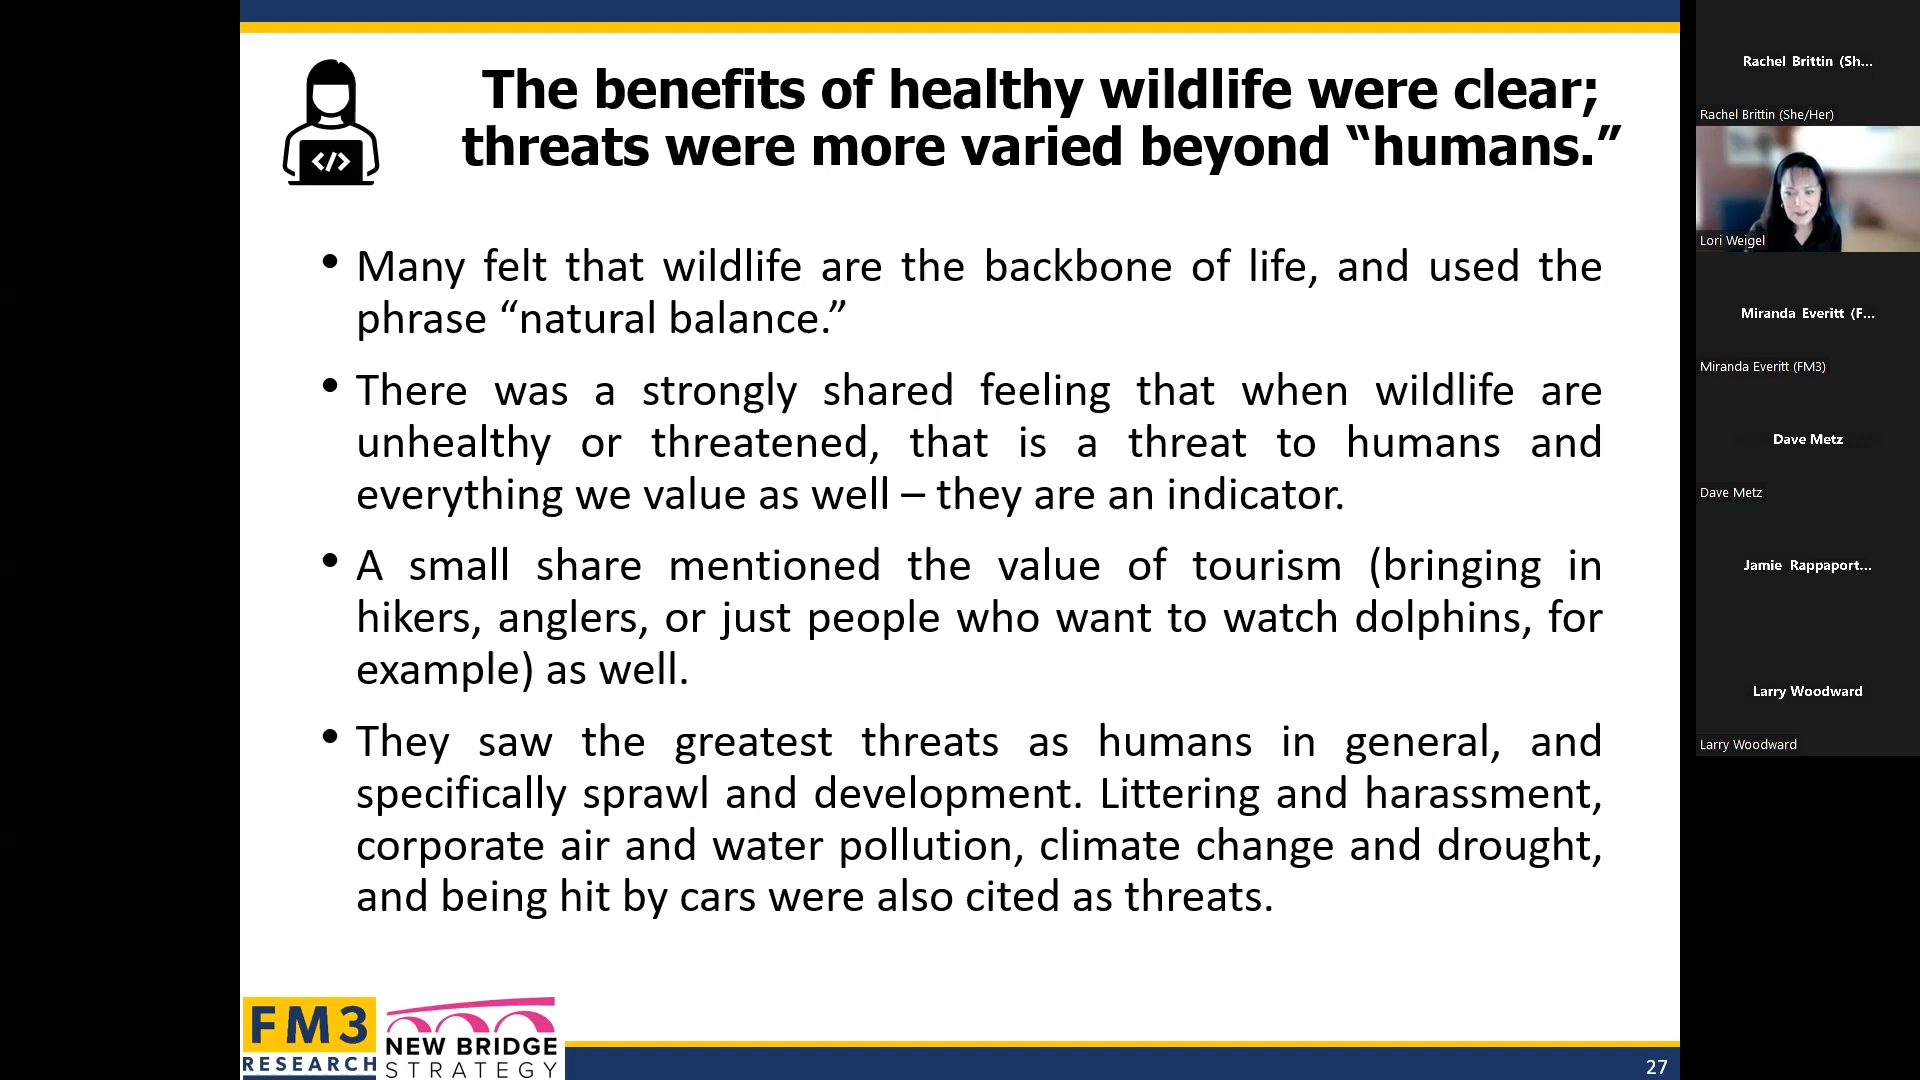 The benefits of healthy wildlife were clear;
threats were more varied beyond “humans.”
</>
• Many felt that wildlife are the backbone of life, and used the
phrase “natural balance.”
• There was a strongly shared feeling that when wildlife are
unhealthy or threatened, that is a threat to humans and
everything we value as well – they are an indicator.
• A small share mentioned the value of tourism (bringing in
hikers, anglers, or just people who want to watch dolphins, for
example) as well.
• They saw the greatest threats as humans in general, and
specifically sprawl and development. Littering and harassment,
corporate air and water pollution, climate change and drought,
and being hit by cars were also cited as threats.
FM3
RESEARCH
NEW BRIDGE
STRATEGY
27
Rachel Brittin (Sh...
Rachel Brittin (She/Her)
Lori Weigel
Miranda Everitt (F...
Miranda Everitt (FM3)
Dave Metz
Dave Metz
Jamie Rappaport...
Larry Woodward
Larry Woodward